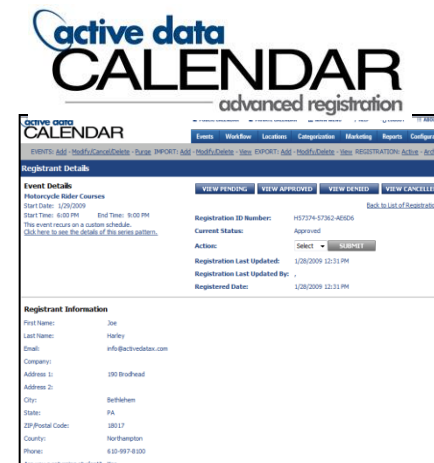 active data
CALENDAR
advanced registration
active data
CALENDAR
Events Workflow Locations Categorization Marketing Reports
EVENTS: Add - Modify/Cancel/Delete - Purge IMPORT: Add - Modify/Delete - View EXPORT: Add - Modify/Delete - View REGISTRATION: Active -
Registrant Details
Event Details
Motorcycle Rider Courses
Start Date: 1/29/2009
Start Time: 6:00 PM End Time: 9:00 PM
This event recurs on a custom schedule.
Click here to see the details of this series pattern.
VIEW PENDING VIEW APPROVED VIEW DENIED VIEW CANCELLE
Back to List of Registratio
Registration ID Number: H57374-57362-AE6D6
Current Status: Approved
Action: Select SUBMIT
Registration Last Updated: 1/28/2009 12:31 PM
Registration Last Updated By: ,
Registered Date: 1/28/2009 12:31 PM
Registrant Information
First Name: Joe
Last Name: Harley
Email: info@activedatax.com
Company:
Address 1: 190 Brodhead
Address 2:
City: Bethlehem
State: PA
ZIP/Postal Code: 18017
County: Northampton
Phone: 610-997-8100